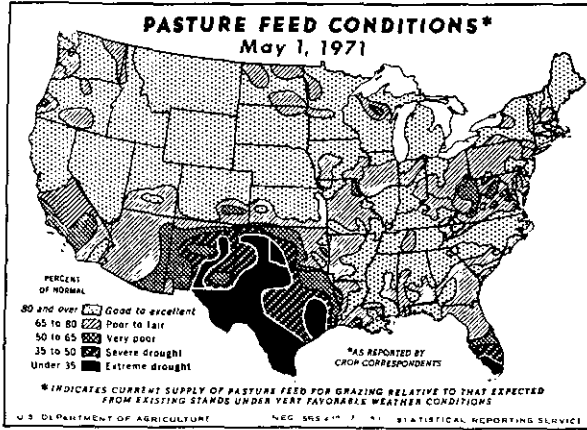 PASTURE FEED CONDITIONS*
May 1, 1971
PERCENT
OF
NORMAL
80 and over Good to excellent
65 to 80 Poor to fair
50 to 65 Very poor
35 to 50 Severe drought
Under 35 Extreme drought
*AS REPORTED BY
CROP CORRESPONDENTS
*INDICATES CURRENT SUPPLY OF PASTURE FEED FOR GRAZING RELATIVE TO THAT EXPECTED
FROM EXISTING STANDS UNDER VERY FAVORABLE WEATHER CONDITIONS
U.S. DEPARTMENT OF AGRICULTURE NEG. SRS STATISTICAL REPORTING SERVICE